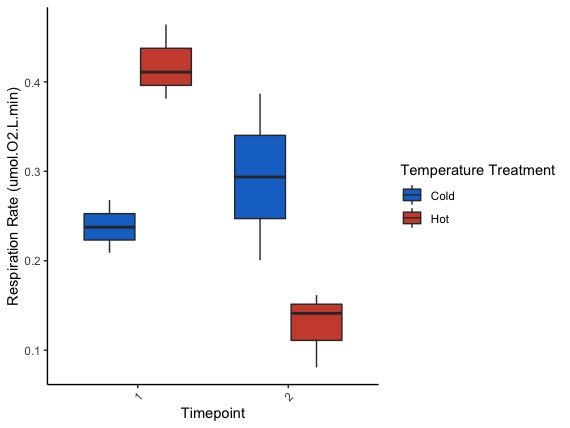 Respiration Rate (umol.O2.L.min)
0.4
0.3
0.2
0.1
1
2
Timepoint
Temperature Treatment
Cold
Hot